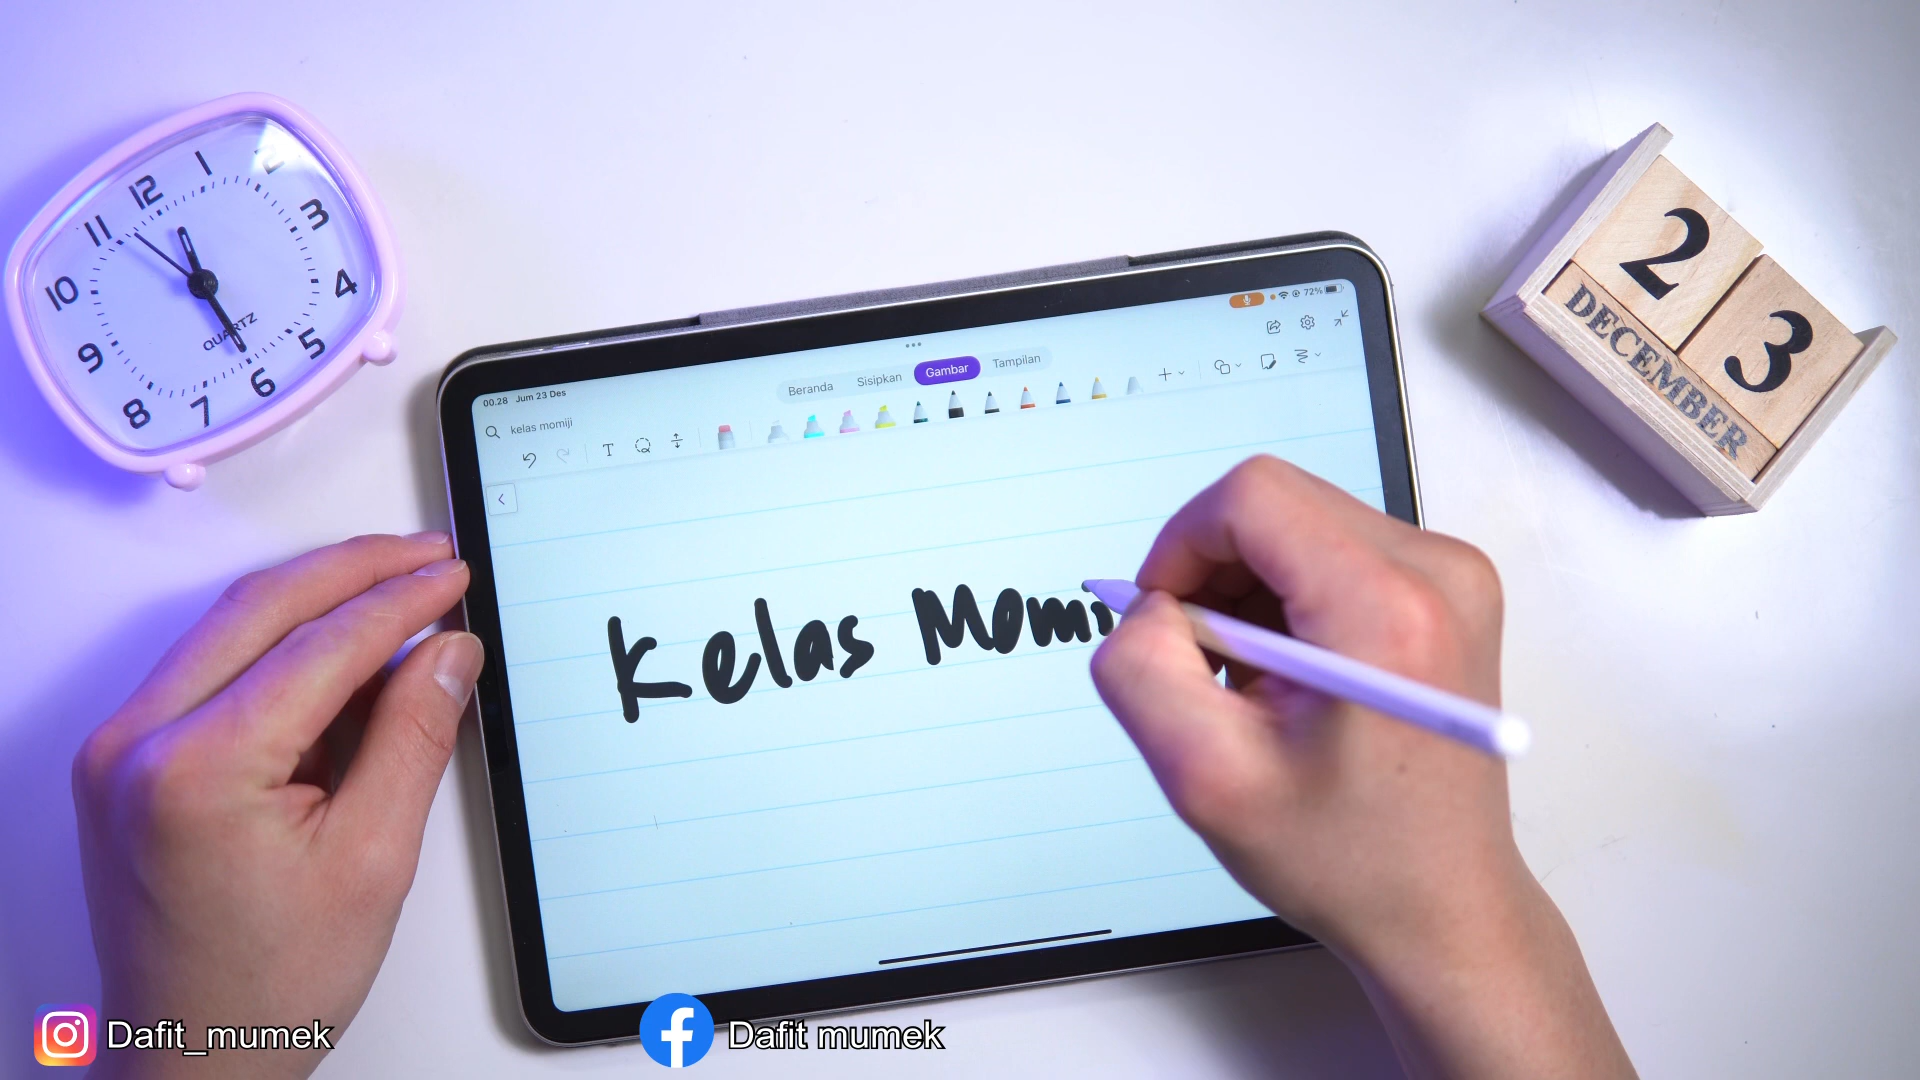 12
1
2
3
4
5
6
7
8
9
10
11
QUARTZ
2
3
DECEMBER
00.28 Jum 23 Des
72%
Beranda Sisipkan Gambar Tampilan
kelas momiji
T
Kelas Momi
Dafit_mumek
Dafit mumek